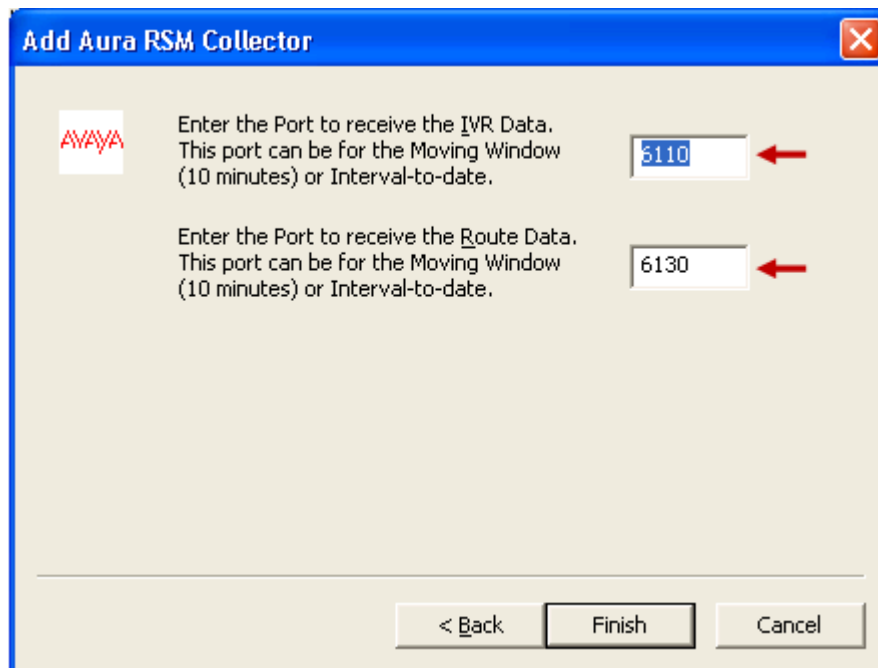 Add Aura RSM Collector
AVAYA
Enter the Port to receive the IVR Data.
This port can be for the Moving Window
(10 minutes) or Interval-to-date.
6110
Enter the Port to receive the Route Data.
This port can be for the Moving Window
(10 minutes) or Interval-to-date.
6130
< Back
Finish
Cancel